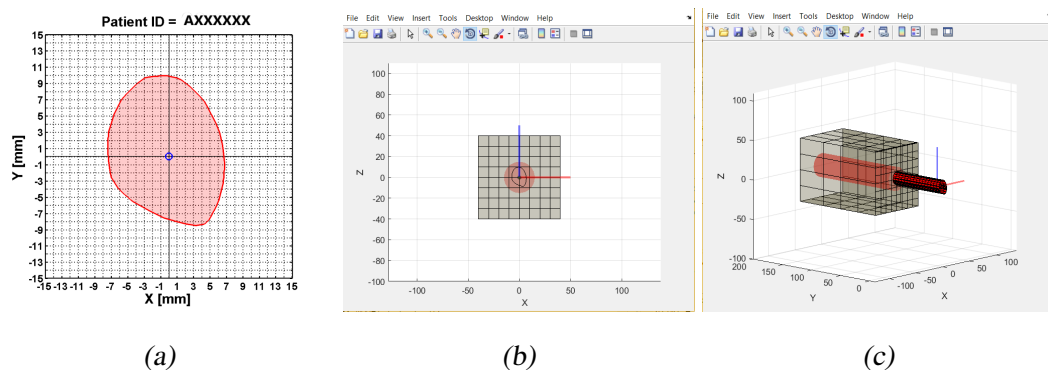 Patient ID = AXXXXXX
15
13
11
9
7
5
3
1
-1
-3
-5
-7
-9
-11
-13
-15
Y [mm]
-15 -13 -11 -9 -7 -5 -3 -1 1 3 5 7 9 11 13 15
X [mm]
(a)
File Edit View Insert Tools Desktop Window Help
100
80
60
40
20
0
-20
-40
-60
-80
-100
Z
-100 -50 0 50 100
X
(b)
File Edit View Insert Tools Desktop Window Help
100
50
0
-50
-100
Z
200 150 100 50 0
Y
-100 -50 0 50 100
X
(c)